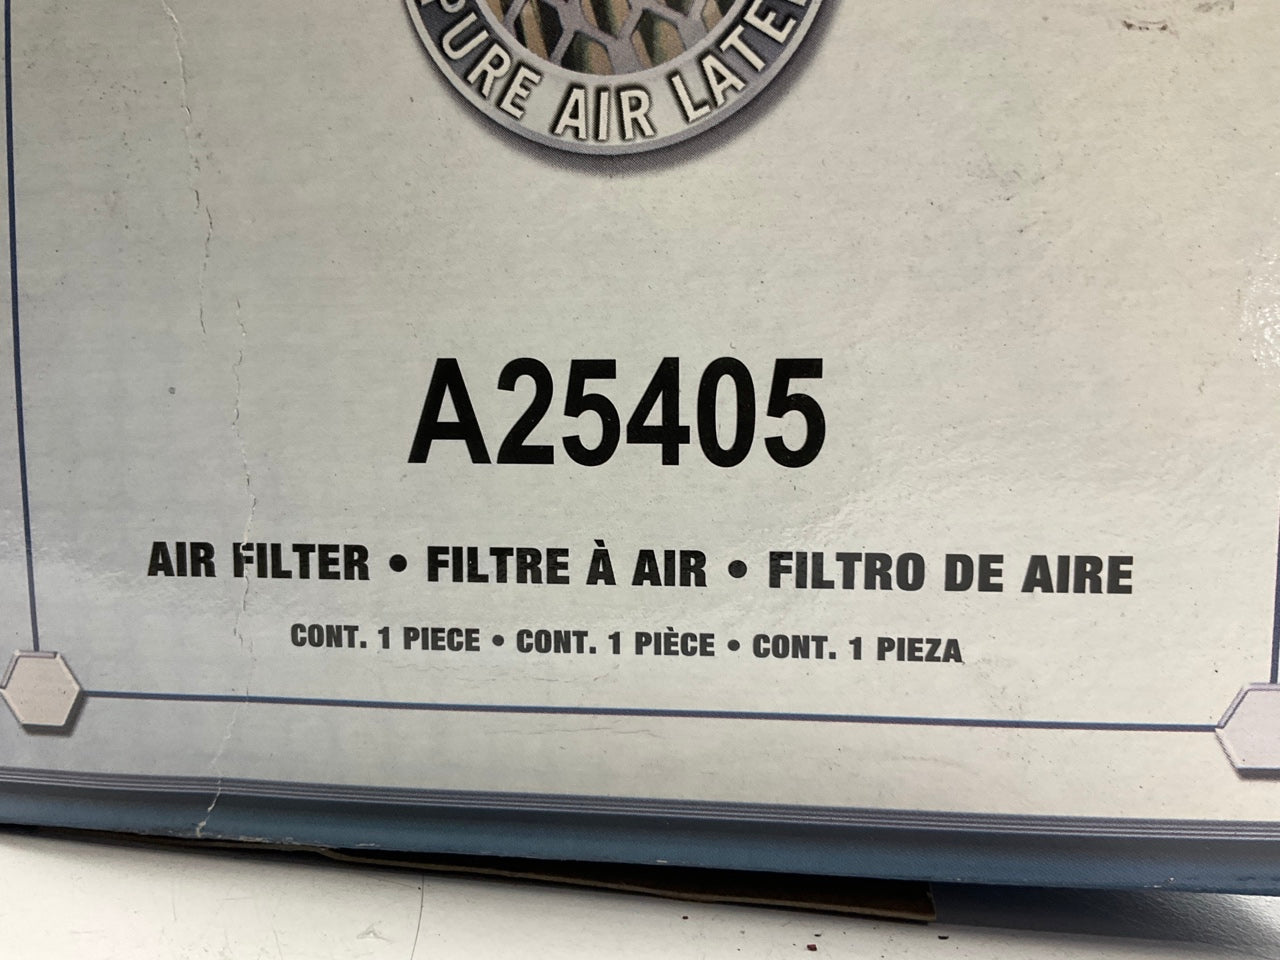 PURE AIR
A25405
AIR FILTER • FILTRE À AIR • FILTRO DE AIRE
CONT. 1 PIECE • CONT. 1 PIÈCE • CONT. 1 PIEZA